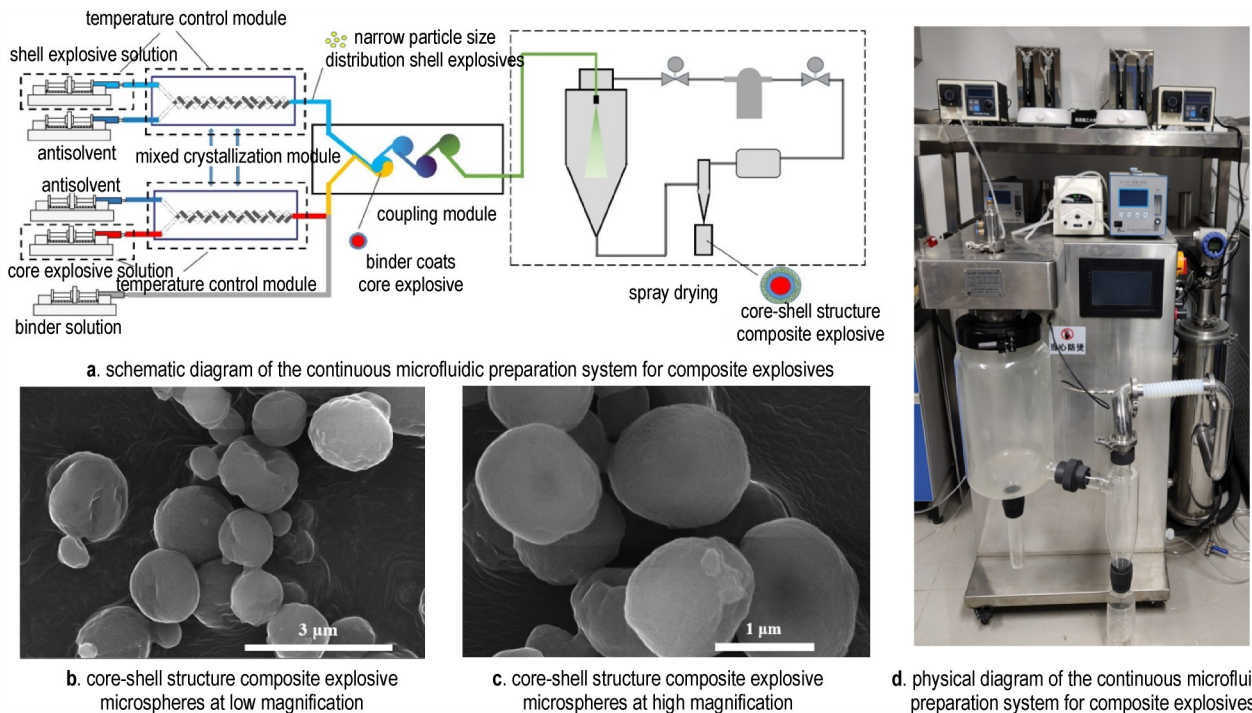 temperature control module
shell explosive solution
narrow particle size
distribution shell explosives
antisolvent
mixed crystallization module
antisolvent
coupling module
core explosive solution
temperature control module
binder coats
core explosive
binder solution
spray drying
core-shell structure
composite explosive
a. schematic diagram of the continuous microfluidic preparation system for composite explosives
3 μm
1 μm
当心防烫
b. core-shell structure composite explosive
microspheres at low magnification
c. core-shell structure composite explosive
microspheres at high magnification
d. physical diagram of the continuous microflui
preparation system for composite explosives